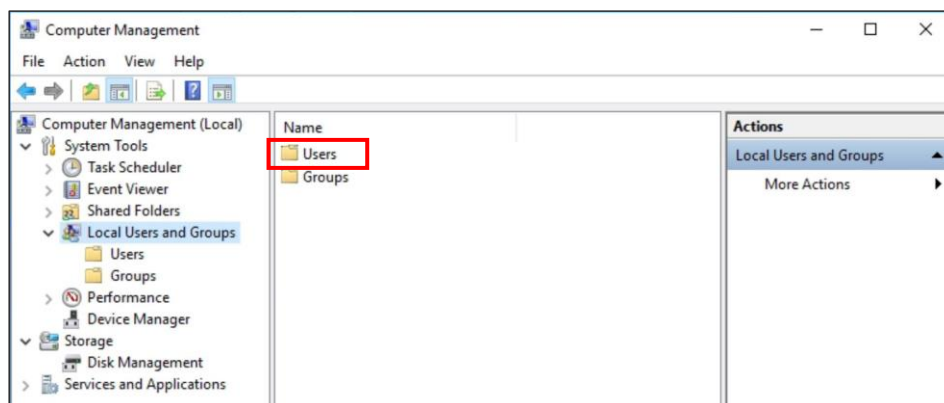 Computer Management
File Action View Help
Computer Management (Local)
System Tools
Task Scheduler
Event Viewer
Shared Folders
Local Users and Groups
Users
Groups
Performance
Device Manager
Storage
Disk Management
Services and Applications
Name
Users
Groups
Actions
Local Users and Groups
More Actions